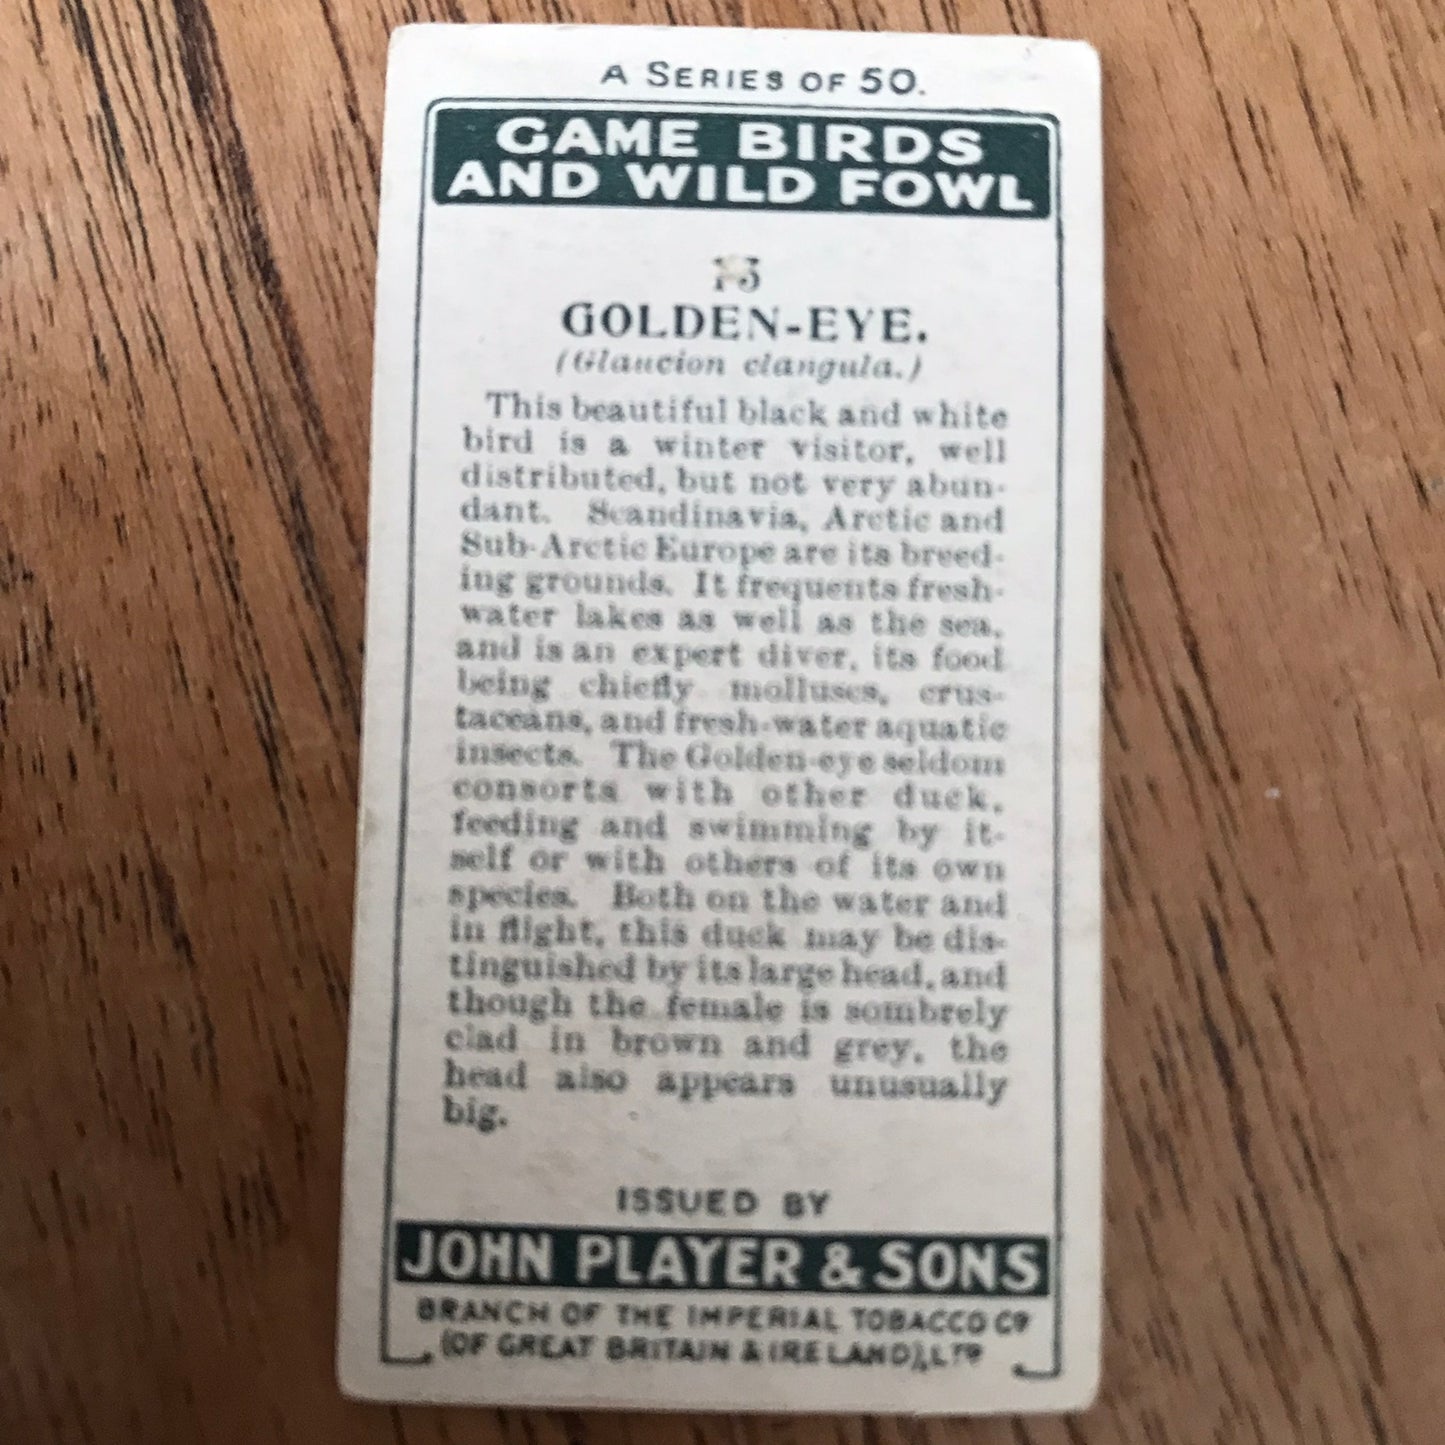 A SERIES OF 50.
GAME BIRDS
AND WILD FOWL
GOLDEN-EYE.
(Glaucion clangula.)
This beautiful black and white
bird is a winter visitor, well
distributed, but not very abun-
dant. Scandinavia, Arctic and
Sub-Arctic Europe are its breed-
ing grounds. It frequents fresh-
water lakes as well as the sea,
and is an expert diver, its food
being chiefly molluscs, crus-
taceans, and fresh-water aquatic
insects. The Golden-eye seldom
consorts with other duck,
feeding and swimming by it-
self or with others of its own
species. Both on the water and
in flight, this duck may be dis-
tinguished by its large head, and
though the female is sombrely
clad in brown and grey, the
head also appears unusually
big.
ISSUED BY
JOHN PLAYER & SONS
BRANCH OF THE IMPERIAL TOBACCO CO
(OF GREAT BRITAIN & IRELAND), LTD